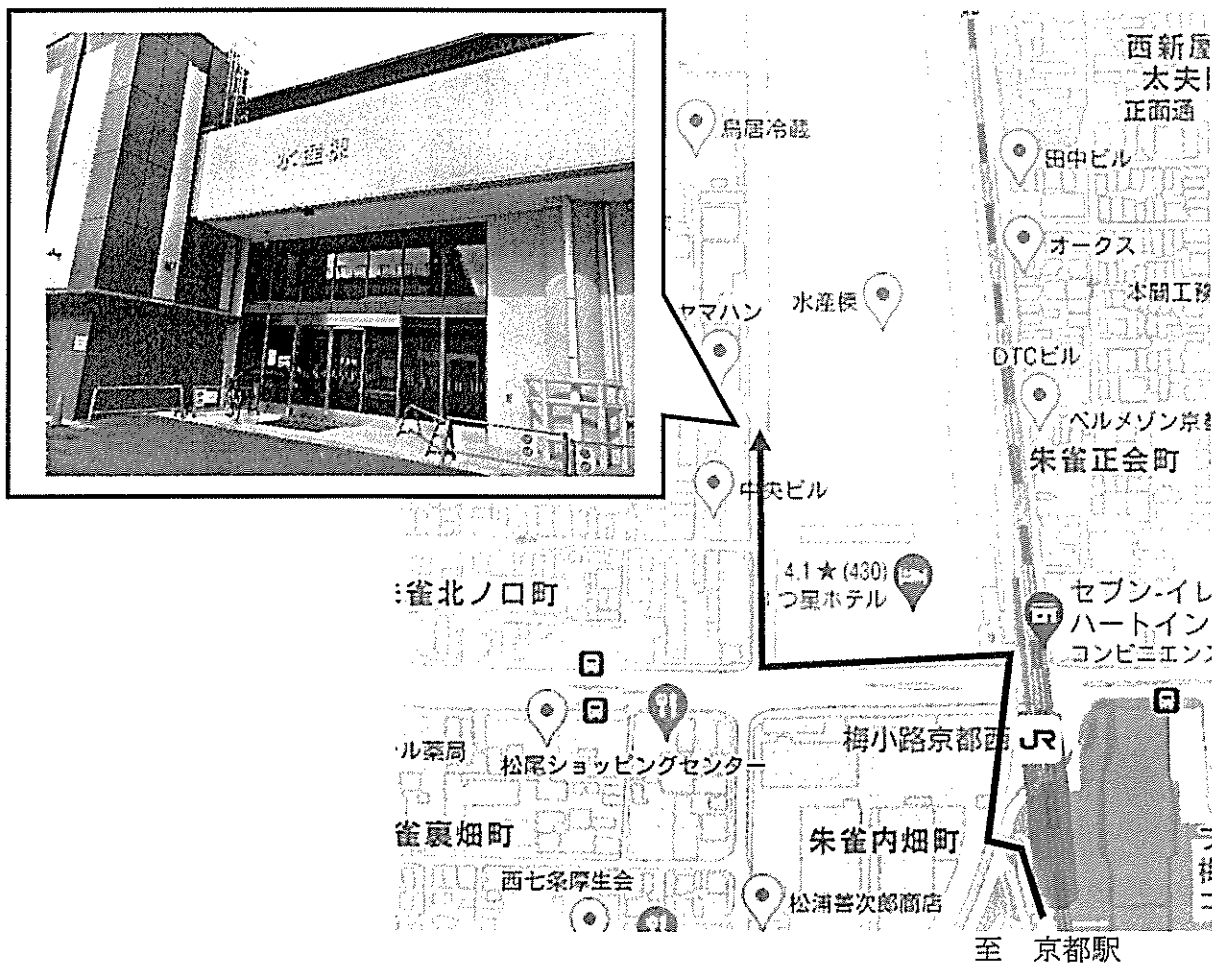 水産棟
西新屋
太夫
正面通
鳥居冷蔵
田中ビル
オークス
ヤマハン
水産棟
本間工務
DTCビル
ベルメゾン京都
朱雀正会町
中央ビル
4.1★(430)
つ星ホテル
雀北ノ口町
セブン-イレ
ハートイン
コンビニエンス
梅小路京都西
JR
ル薬局
松尾ショッピングセンター
雀裏畑町
朱雀内畑町
西七条厚生会
松浦善次郎商店
至 京都駅